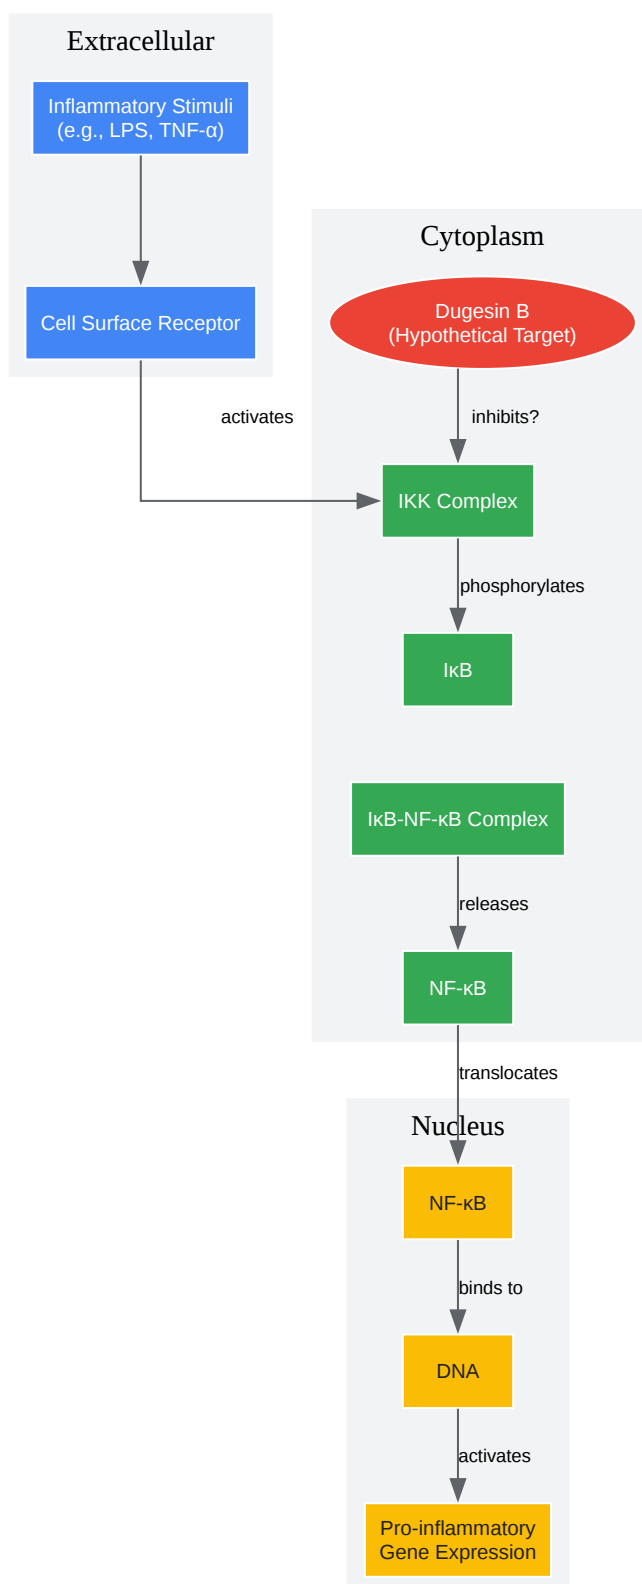 Extracellular
Inflammatory Stimuli
(e.g., LPS, TNF-α)
Cell Surface Receptor
Cytoplasm
Dugesin B
(Hypothetical Target)
activates
inhibits?
IKK Complex
phosphorylates
IκB
IκB-NF-κB Complex
releases
NF-κB
translocates
Nucleus
NF-κB
binds to
DNA
activates
Pro-inflammatory
Gene Expression